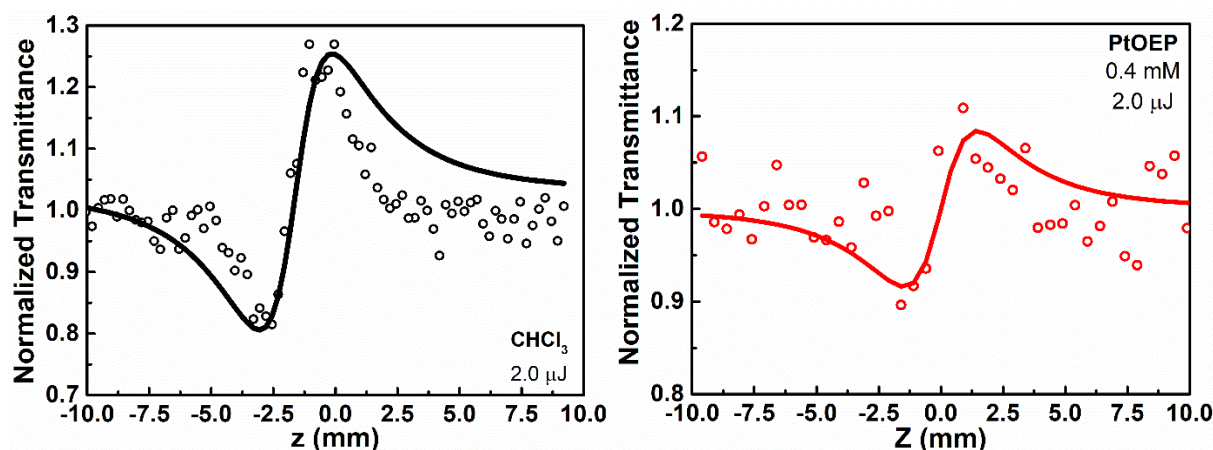 Normalized Transmittance
1.3
1.2
1.1
1.0
0.9
0.8
0.7
CHCl₃
2.0 μJ
-10.0 -7.5 -5.0 -2.5 0.0 2.5 5.0 7.5 10.0
z (mm)
Normalized Transmittance
1.2
1.1
1.0
0.9
0.8
PtOEP
0.4 mM
2.0 μJ
-10.0 -7.5 -5.0 -2.5 0.0 2.5 5.0 7.5 10.0
Z (mm)